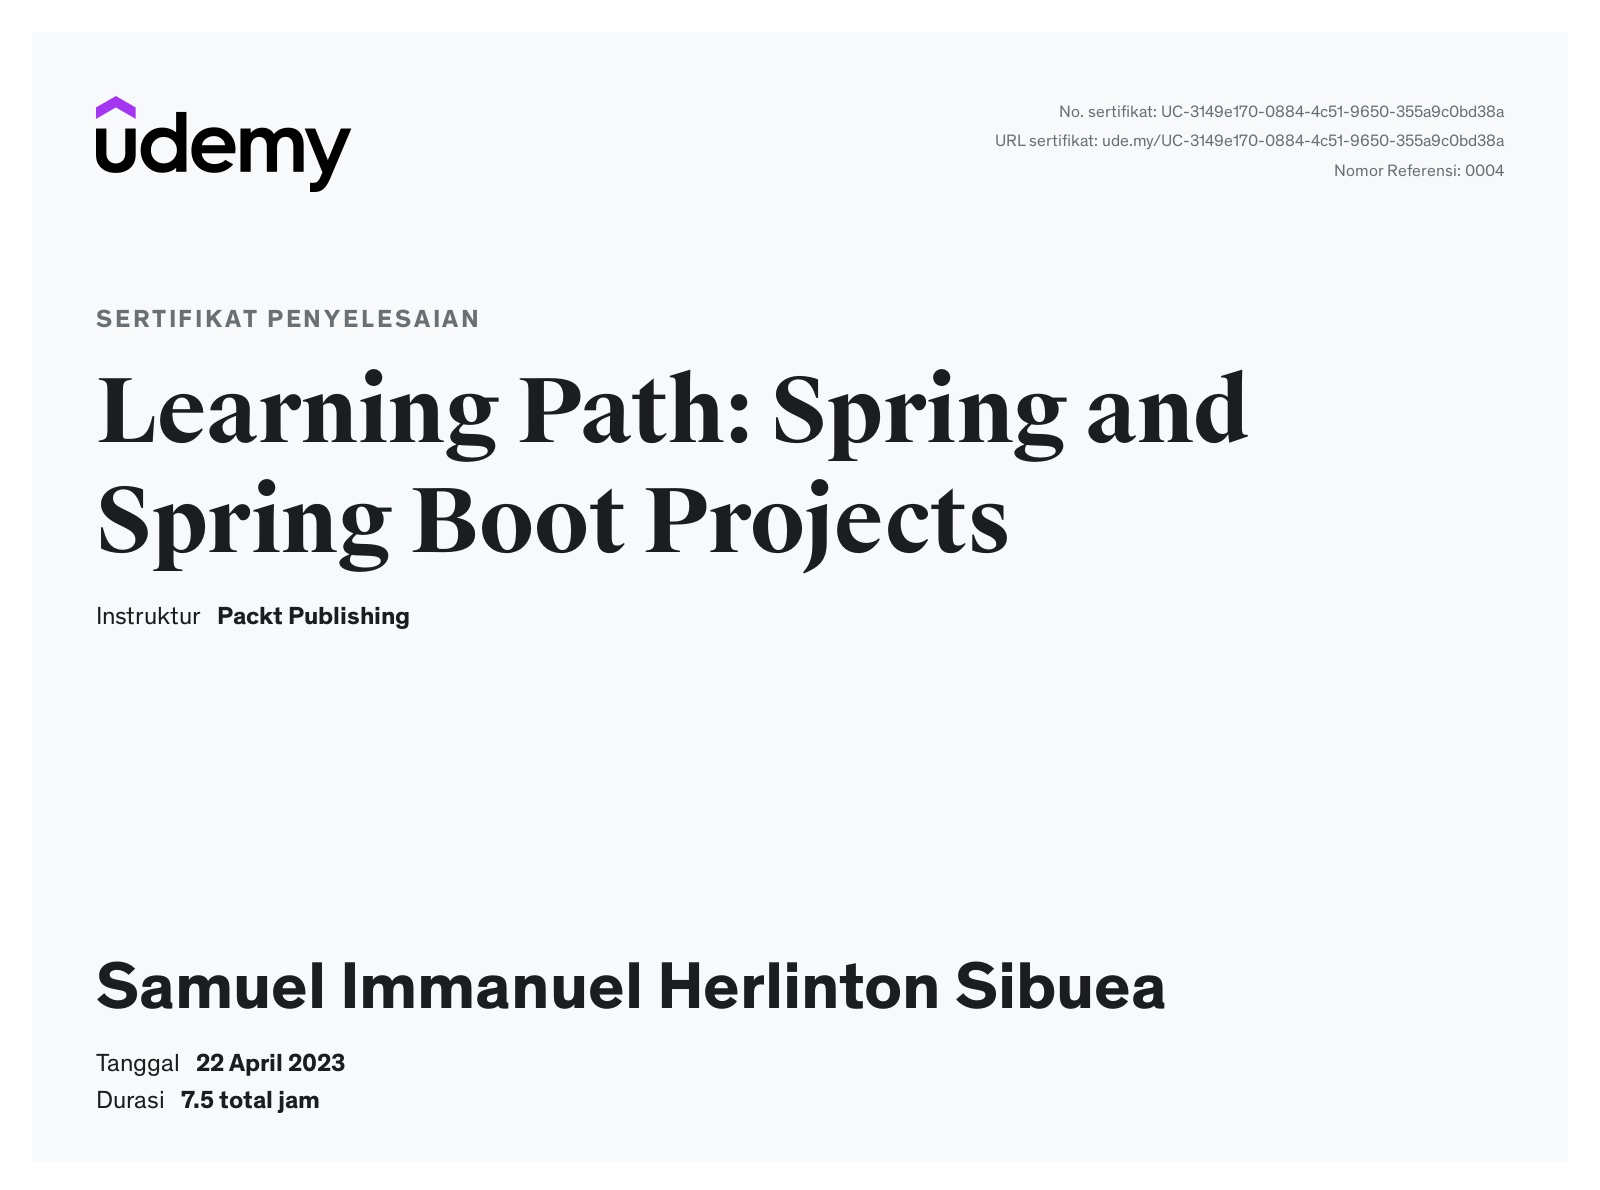 udemy
No. sertifikat: UC-3149e170-0884-4c51-9650-355a9c0bd38a
URL sertifikat: ude.my/UC-3149e170-0884-4c51-9650-355a9c0bd38a
Nomor Referensi: 0004
SERTIFIKAT PENYELESAIAN
Learning Path: Spring and
Spring Boot Projects
Instruktur Packt Publishing
Samuel Immanuel Herlinton Sibuea
Tanggal 22 April 2023
Durasi 7.5 total jam